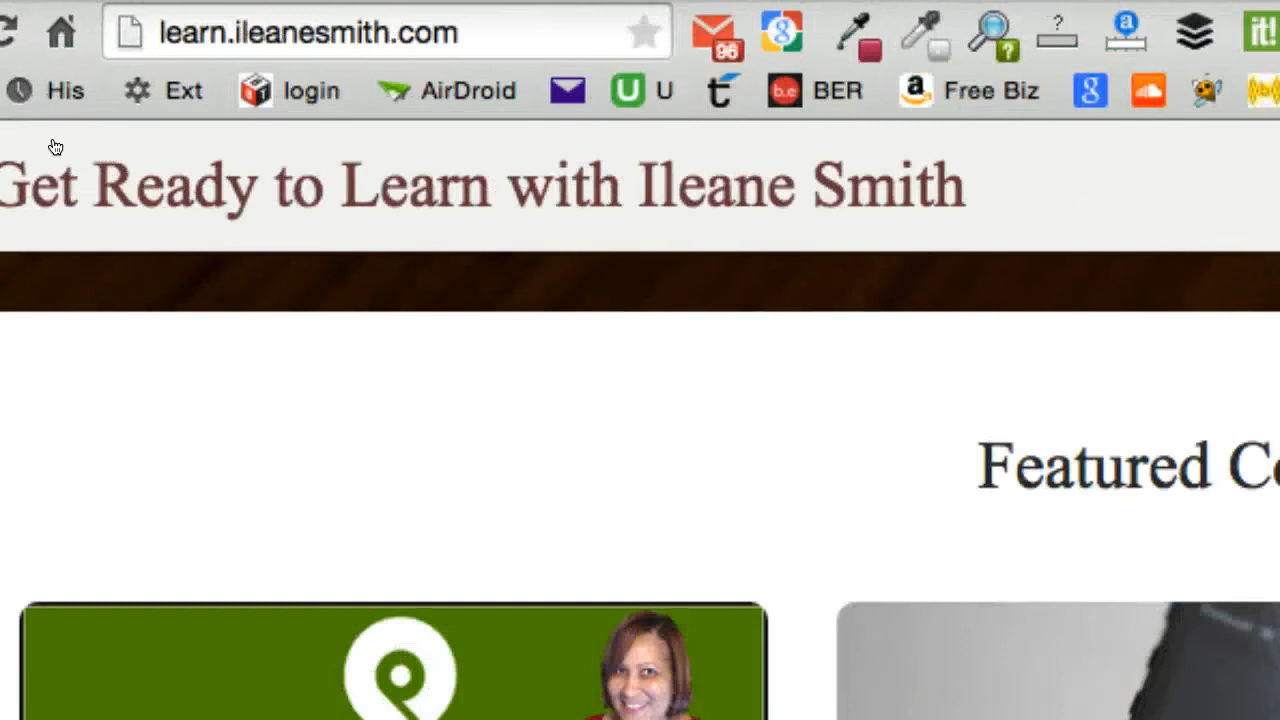 learn.ileanesmith.com
96
?
?
a
it!
His
Ext
login
AirDroid
U
U
t
b.e
BER
a
Free Biz
g
Get Ready to Learn with Ileane Smith
Featured